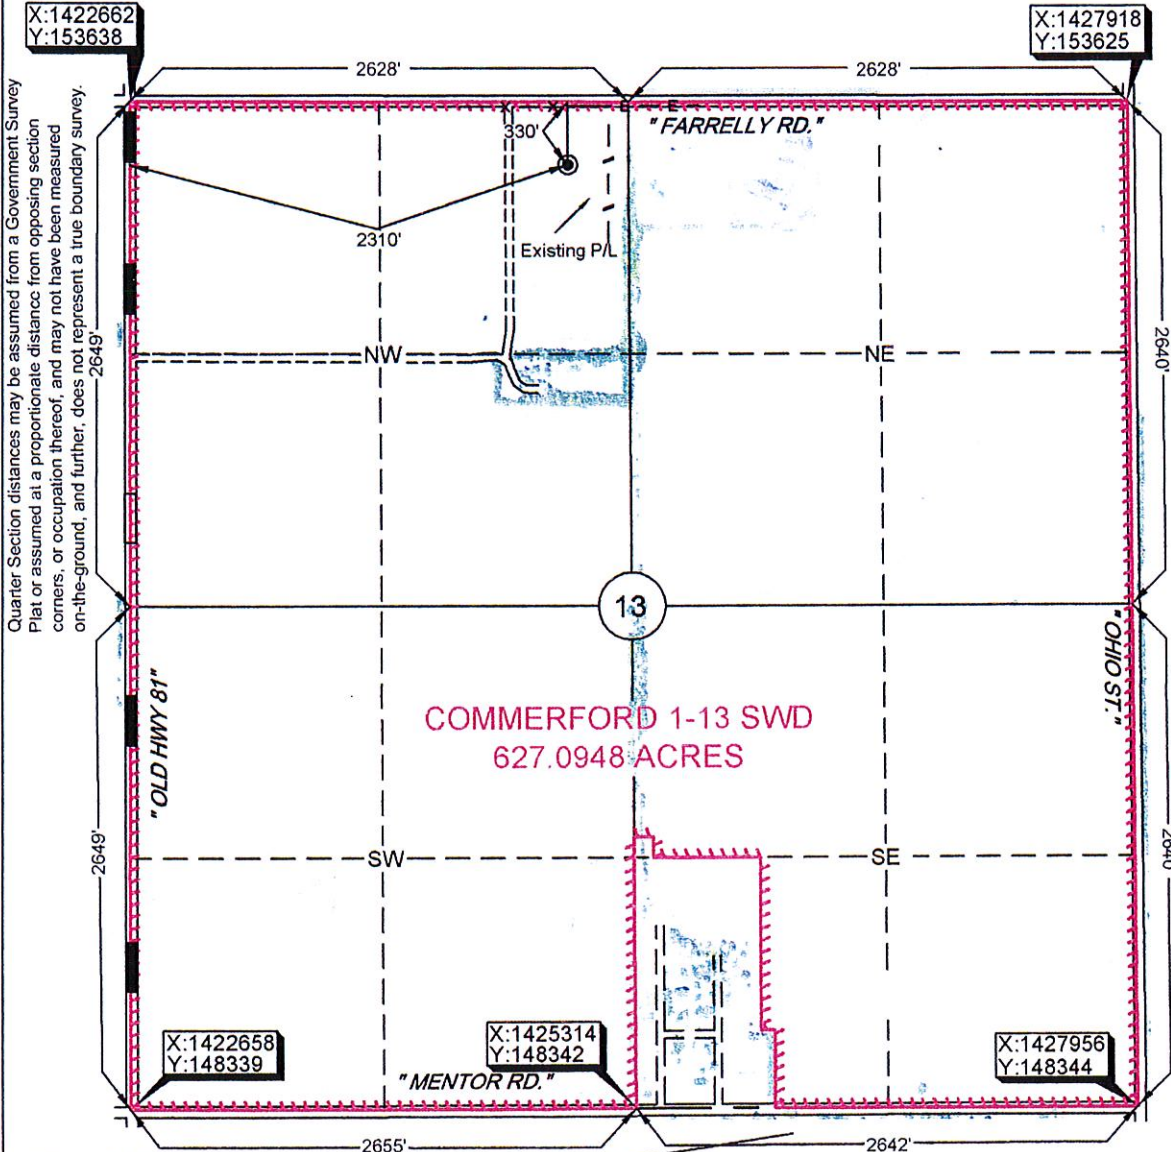 X:1422662
Y:153638
X:1427918
Y:153625
2628'
2628'
"FARRELLY RD."
330'
2310'
Existing P/L
Quarter Section distances may be assumed from a Government Survey
Plat or assumed at a proportionate distance from opposing section
corners, or occupation thereof, and may not have been measured
on-the-ground, and further, does not represent a true boundary survey.
2649'
NW
NE
2640'
13
"OLD HWY 81"
"OHIO ST."
COMMERFORD 1-13 SWD
627.0948 ACRES
2649'
SW
SE
2640'
X:1422658
Y:148339
X:1425314
Y:148342
X:1427956
Y:148344
"MENTOR RD."
2655'
2642'